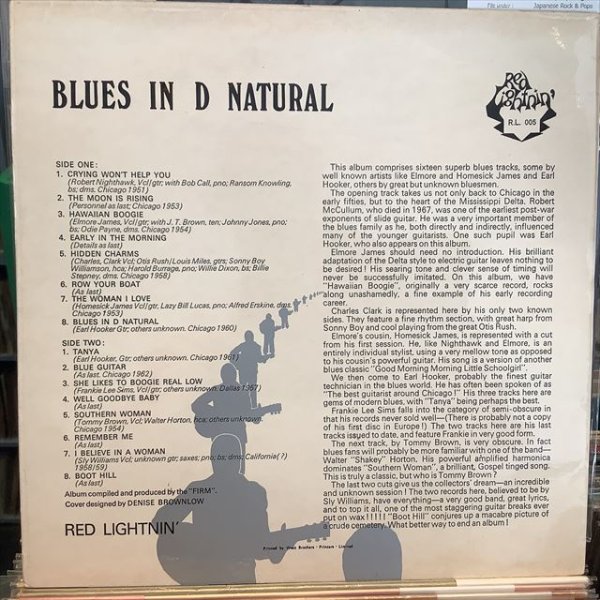 File under : Japanese Rock & Pops
BLUES IN D NATURAL
Red Lightnin'
R.L. 005
SIDE ONE:
1. CRYING WON'T HELP YOU
(Robert Nighthawk, Vcl/gtr; with Bob Call, pno; Ransom Knowling,
bs; dms. Chicago 1951)
2. THE MOON IS RISING
(Personnel as last; Chicago 1953)
3. HAWAIIAN BOOGIE
(Elmore James, Vcl/gtr; with J. T. Brown, ten; Johnny Jones, pno;
bs; Odie Payne, dms. Chicago 1954)
4. EARLY IN THE MORNING
(Details as last)
5. HIDDEN CHARMS
(Charles, Clark Vcl; Otis Rush/Louis Miles, gtrs; Sonny Boy
Williamson, hca; Harold Burrage, pno; Willie Dixon, bs; Billie
Stepney, dms. Chicago 1958)
6. ROW YOUR BOAT
(As last)
7. THE WOMAN I LOVE
(Homesick James Vcl/gtr, Lazy Bill Lucas, pno; Alfred Erskine, dms.
Chicago 1953)
8. BLUES IN D NATURAL
(Earl Hooker Gtr; others unknown. Chicago 1960)
SIDE TWO:
1. TANYA
(Earl Hooker, Gtr; others unknown. Chicago 1961)
2. BLUE GUITAR
(As last. Chicago 1962)
3. SHE LIKES TO BOOGIE REAL LOW
(Frankie Lee Sims, Vcl/gtr; others unknown. Dallas 1957)
4. WELL GOODBYE BABY
(As last)
5. SOUTHERN WOMAN
(Tommy Brown, Vcl; Walter Horton, hca; others unknown.
Chicago 1954)
6. REMEMBER ME
(As last)
7. I BELIEVE IN A WOMAN
(Sly Williams Vcl; unknown gtr; saxes; pno; bs; dms; California(?)
1958/59)
8. BOOT HILL
(As last)
Album compiled and produced by the "FIRM".
Cover designed by DENISE BROWNLOW
RED LIGHTNIN'
This album comprises sixteen superb blues tracks, some by
well known artists like Elmore and Homesick James and Earl
Hooker, others by great but unknown bluesmen.
The opening track takes us not only back to Chicago in the
early fifties, but to the heart of the Mississippi Delta. Robert
McCullum, who died in 1967, was one of the earliest post-war
exponents of slide guitar. He was a very important member of
the blues family as he, both directly and indirectly, influenced
many of the younger guitarists. One such pupil was Earl
Hooker, who also appears on this album.
Elmore James should need no introduction. His brilliant
adaptation of the Delta style to electric guitar leaves nothing to
be desired! His searing tone and clever sense of timing will
never be successfully imitated. On this album, we have
"Hawaiian Boogie", originally a very scarce record, rocks
along unashamedly, a fine example of his early recording
career.
Charles Clark is represented here by his only two known
sides. They feature a fine rhythm section, with great harp from
Sonny Boy and cool playing from the great Otis Rush.
Elmore's cousin, Homesick James, is represented with a cut
from his first session. He, like Nighthawk and Elmore, is an
entirely individual stylist, using a very mellow tone as opposed
to his cousin's powerful guitar. His song is a version of another
blues classic "Good Morning Morning Little Schoolgirl".
We then come to Earl Hooker, probably the finest guitar
technician in the blues world. He has often been spoken of as
"The best guitarist around Chicago!" His three tracks here are
gems of modern blues, with "Tanya" being perhaps the best.
Frankie Lee Sims falls into the category of semi-obscure in
that his records never sold well—(There is probably not a copy
of his first disc in Europe!) The two tracks here are his last
tracks issued to date, and feature Frankie in very good form.
The next track, by Tommy Brown, is very obscure. In fact
blues fans will probably be more familiar with one of the band—
Walter "Shakey" Horton. His powerful amplified harmonica
dominates "Southern Woman", a brilliant, Gospel tinged song.
This is truly a classic, but who is Tommy Brown?
The last two cuts give us the collectors' dream—an incredible
and unknown session! The two records here, believed to be by
Sly Williams, have everything—a very good band, great lyrics,
and to top it all, one of the most staggering guitar breaks ever
put on wax!!!!! "Boot Hill" conjures up a macabre picture of
a crude cemetery. What better way to end an album!
Printed by